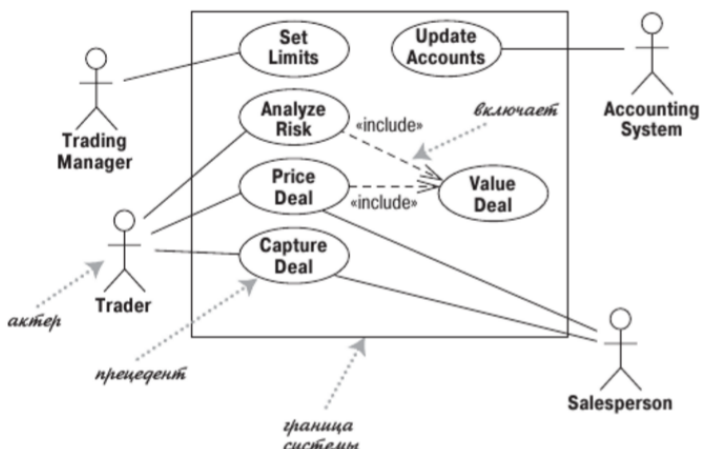 Set
Limits
Update
Accounts
Trading
Manager
Accounting
System
Analyze
Risk
«include»
включает
Price
Deal
«include»
Value
Deal
Capture
Deal
Trader
актер
прецедент
Salesperson
граница
системы